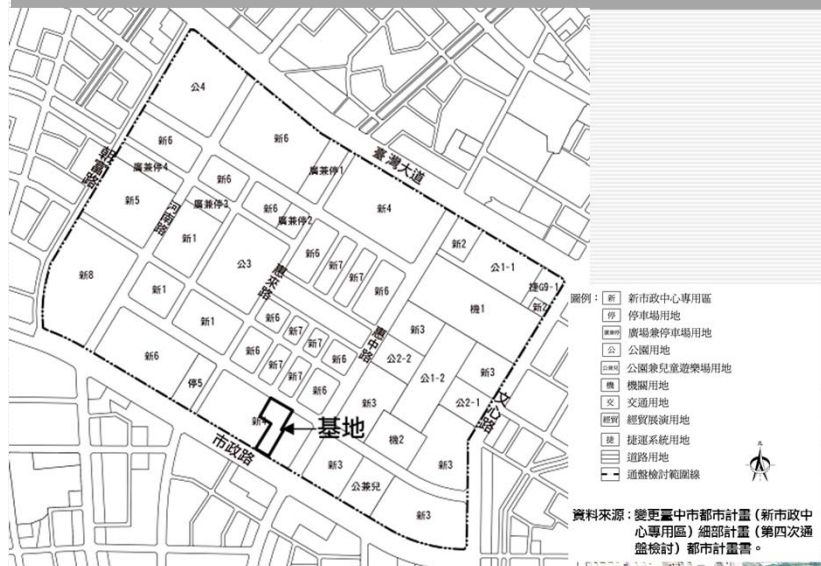 公4
新6
新6
臺灣大道
朝富路
廣兼停4
廣兼停1
新6
新5
河南路
廣兼停3
新6
廣兼停2
新4
新2
公1-1
捷G9-1
新2
新1
公3
惠來路
新6
新7
新7
新6
新8
機1
新1
新1
新6
新7
新6
新7
新7
新6
新6
惠中路
新3
公2-2
公1-2
新3
文心路
新6
停5
新4
基地
新3
公2-1
機2
市政路
新3
公兼兒
新3
新3
圖例：
新 新市政中心專用區
停 停車場用地
廣兼停 廣場兼停車場用地
公 公園用地
公兼兒 公園兼兒童遊樂場用地
機 機關用地
交 交通用地
經貿 經貿展演用地
捷 捷運系統用地
道路用地
通盤檢討範圍線
北
資料來源：變更臺中市都市計畫（新市政中
心專用區）細部計畫（第四次通
盤檢討）都市計畫書。